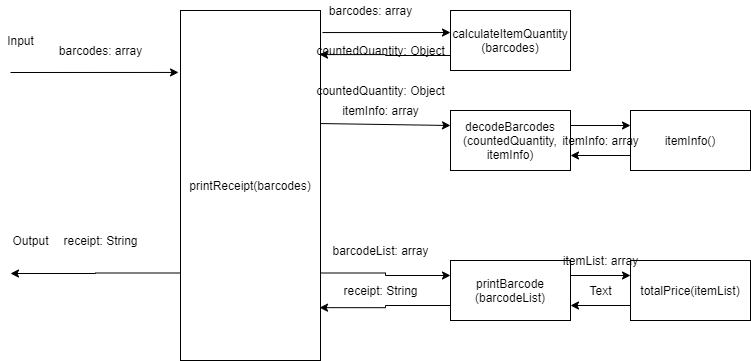 Input
barcodes: array
printReceipt(barcodes)
Output
receipt: String
barcodes: array
countedQuantity: Object
calculateItemQuantity
(barcodes)
countedQuantity: Object
itemInfo: array
decodeBarcodes
(countedQuantity,
itemInfo)
itemInfo: array
itemInfo()
barcodeList: array
receipt: String
printBarcode
(barcodeList)
itemList: array
Text
totalPrice(itemList)